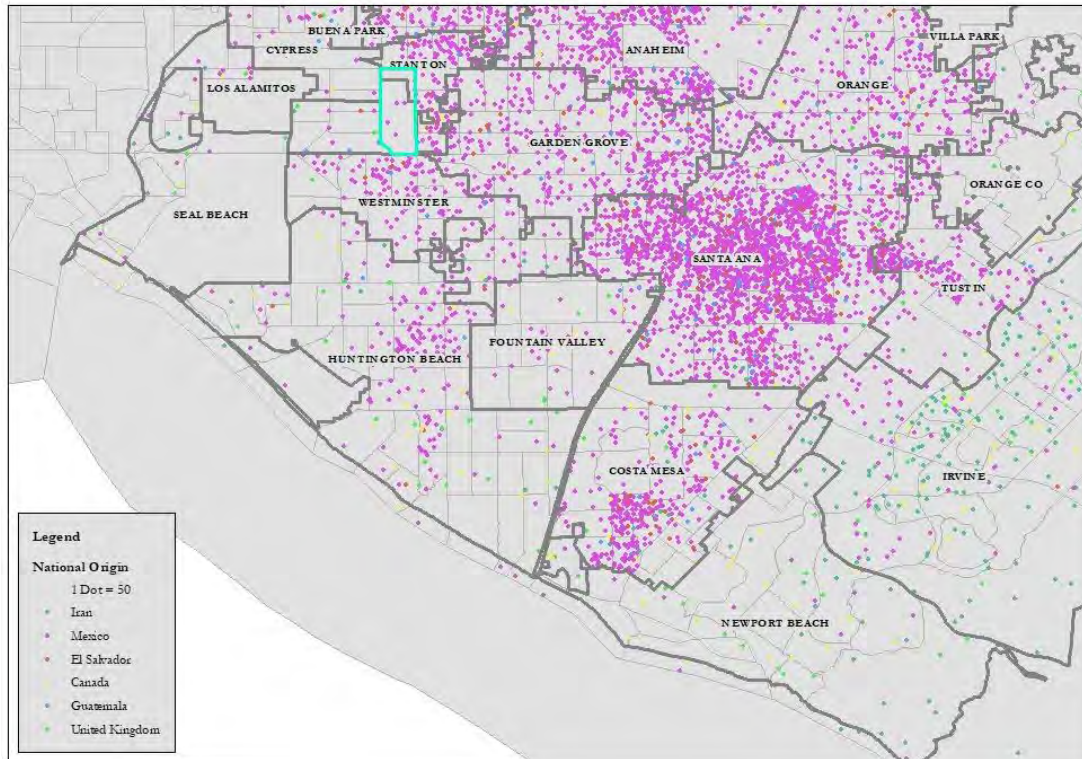 BUENA PARK
VILLA PARK
CYPRESS
ANAHEIM
STANTON
LOS ALAMITOS
ORANGE
GARDEN GROVE
ORANGE CO
WESTMINSTER
SEAL BEACH
SANTA ANA
TUSTIN
FOUNTAIN VALLEY
HUNTINGTON BEACH
COSTA MESA
IRVINE
NEWPORT BEACH
Legend
National Origin
1 Dot = 50
Iran
Mexico
El Salvador
Canada
Guatemala
United Kingdom